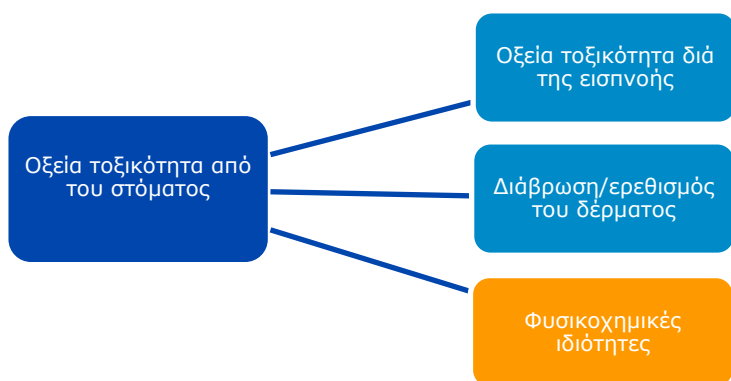 Οξεία τοξικότητα από
του στόματος
Οξεία τοξικότητα διά
της εισπνοής
Διάβρωση/ερεθισμός
του δέρματος
Φυσικοχημικές
ιδιότητες